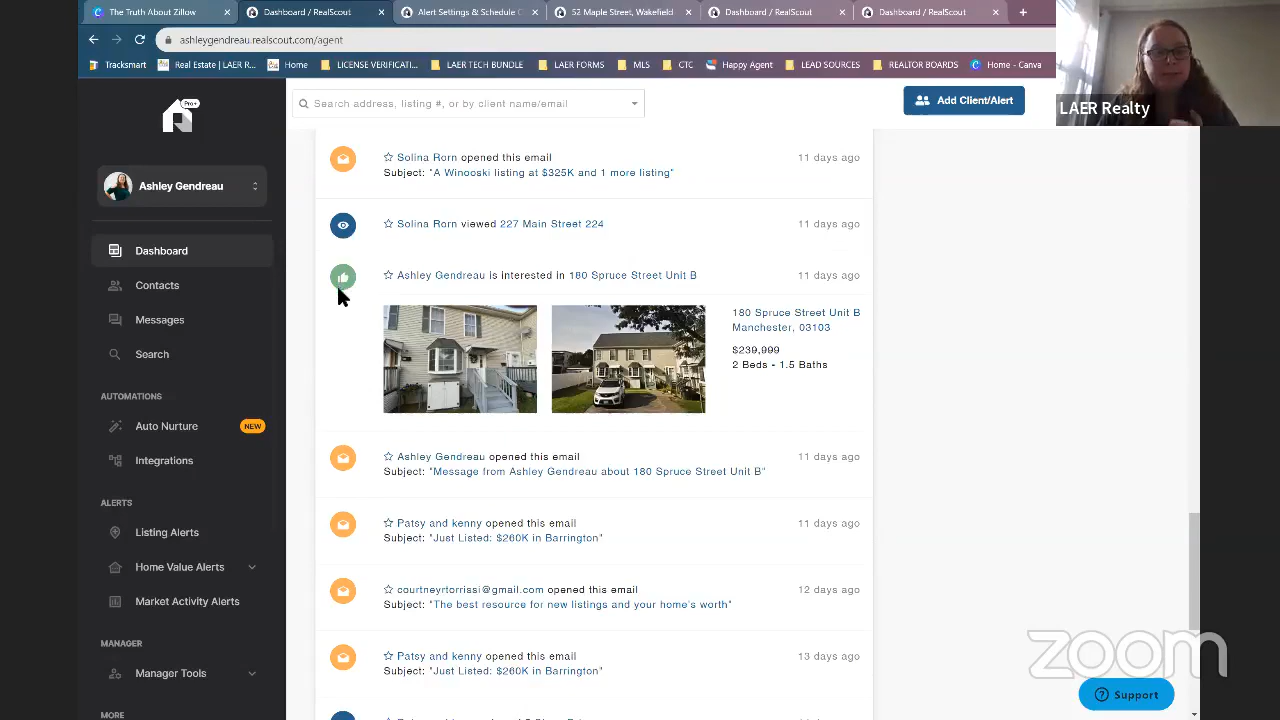 The Truth About Zillow
Dashboard / RealScout
Alert Settings & Schedule C
52 Maple Street, Wakefield
Dashboard / RealScout
Dashboard / RealScout
ashleygendreau.realscout.com/agent
Tracksmart
Real Estate | LAER R...
Home
LICENSE VERIFICATI...
LAER TECH BUNDLE
LAER FORMS
MLS
CTC
Happy Agent
LEAD SOURCES
REALTOR BOARDS
Home - Canva
LAER Realty
Pro+
Search address, listing #, or by client name/email
Add Client/Alert
Ashley Gendreau
Dashboard
Contacts
Messages
Search
AUTOMATIONS
Auto Nurture
NEW
Integrations
ALERTS
Listing Alerts
Home Value Alerts
Market Activity Alerts
MANAGER
Manager Tools
MORE
Solina Rorn opened this email
11 days ago
Subject: "A Winooski listing at $325K and 1 more listing"
Solina Rorn viewed 227 Main Street 224
11 days ago
Ashley Gendreau is interested in 180 Spruce Street Unit B
11 days ago
180 Spruce Street Unit B
Manchester, 03103
$239,999
2 Beds - 1.5 Baths
Ashley Gendreau opened this email
11 days ago
Subject: "Message from Ashley Gendreau about 180 Spruce Street Unit B"
Patsy and kenny opened this email
11 days ago
Subject: "Just Listed: $260K in Barrington"
courtneyrtorrissi@gmail.com opened this email
12 days ago
Subject: "The best resource for new listings and your home's worth"
Patsy and kenny opened this email
13 days ago
Subject: "Just Listed: $260K in Barrington"
zoom
Support